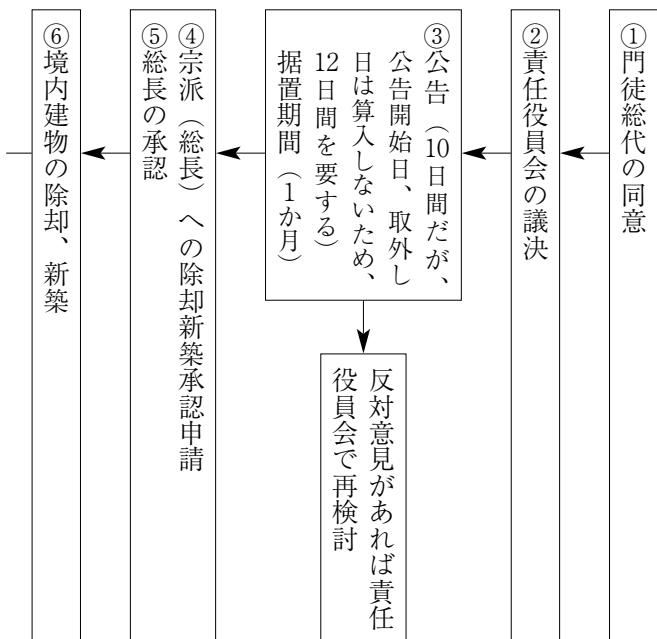 ①門徒総代の同意
②責任役員会の議決
③公告（10日間だが、
公告開始日、取外し
日は算入しないため、
12日間を要する）
据置期間（1か月）
反対意見があれば責任
役員会で再検討
④宗派（総長）への除却新築承認申請
⑤総長の承認
⑥境内建物の除却、新築